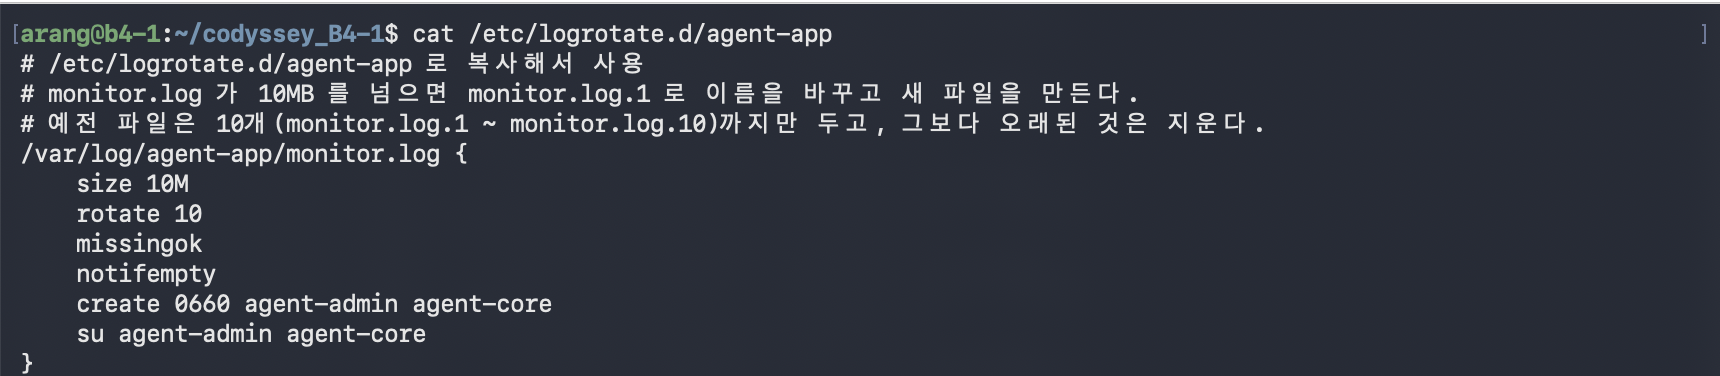 [arang@b4-1:~/codyssey_B4-1$ cat /etc/logrotate.d/agent-app ]
# /etc/logrotate.d/agent-app 로 복사해서 사용
# monitor.log 가 10MB 를 넘으면 monitor.log.1 로 이름을 바꾸고 새 파일을 만든다.
# 예전 파일은 10개(monitor.log.1 ~ monitor.log.10)까지만 두고, 그보다 오래된 것은 지운다.
/var/log/agent-app/monitor.log {
    size 10M
    rotate 10
    missingok
    notifempty
    create 0660 agent-admin agent-core
    su agent-admin agent-core
}